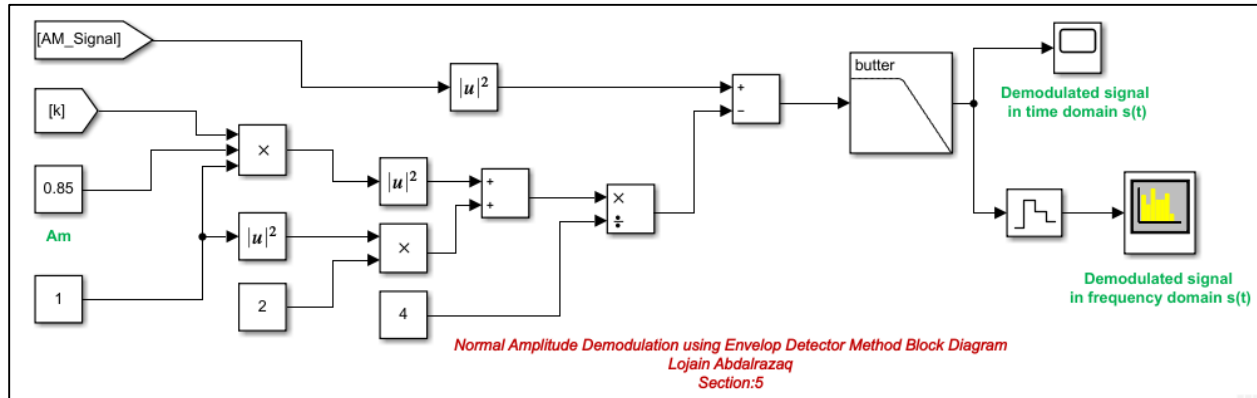 [AM_Signal]
|u|²
+
−
butter
Demodulated signal
in time domain s(t)
[k]
×
0.85
Am
|u|²
+
+
×
÷
|u|²
×
1
2
4
Demodulated signal
in frequency domain s(t)
Normal Amplitude Demodulation using Envelop Detector Method Block Diagram
Lojain Abdalrazaq
Section:5